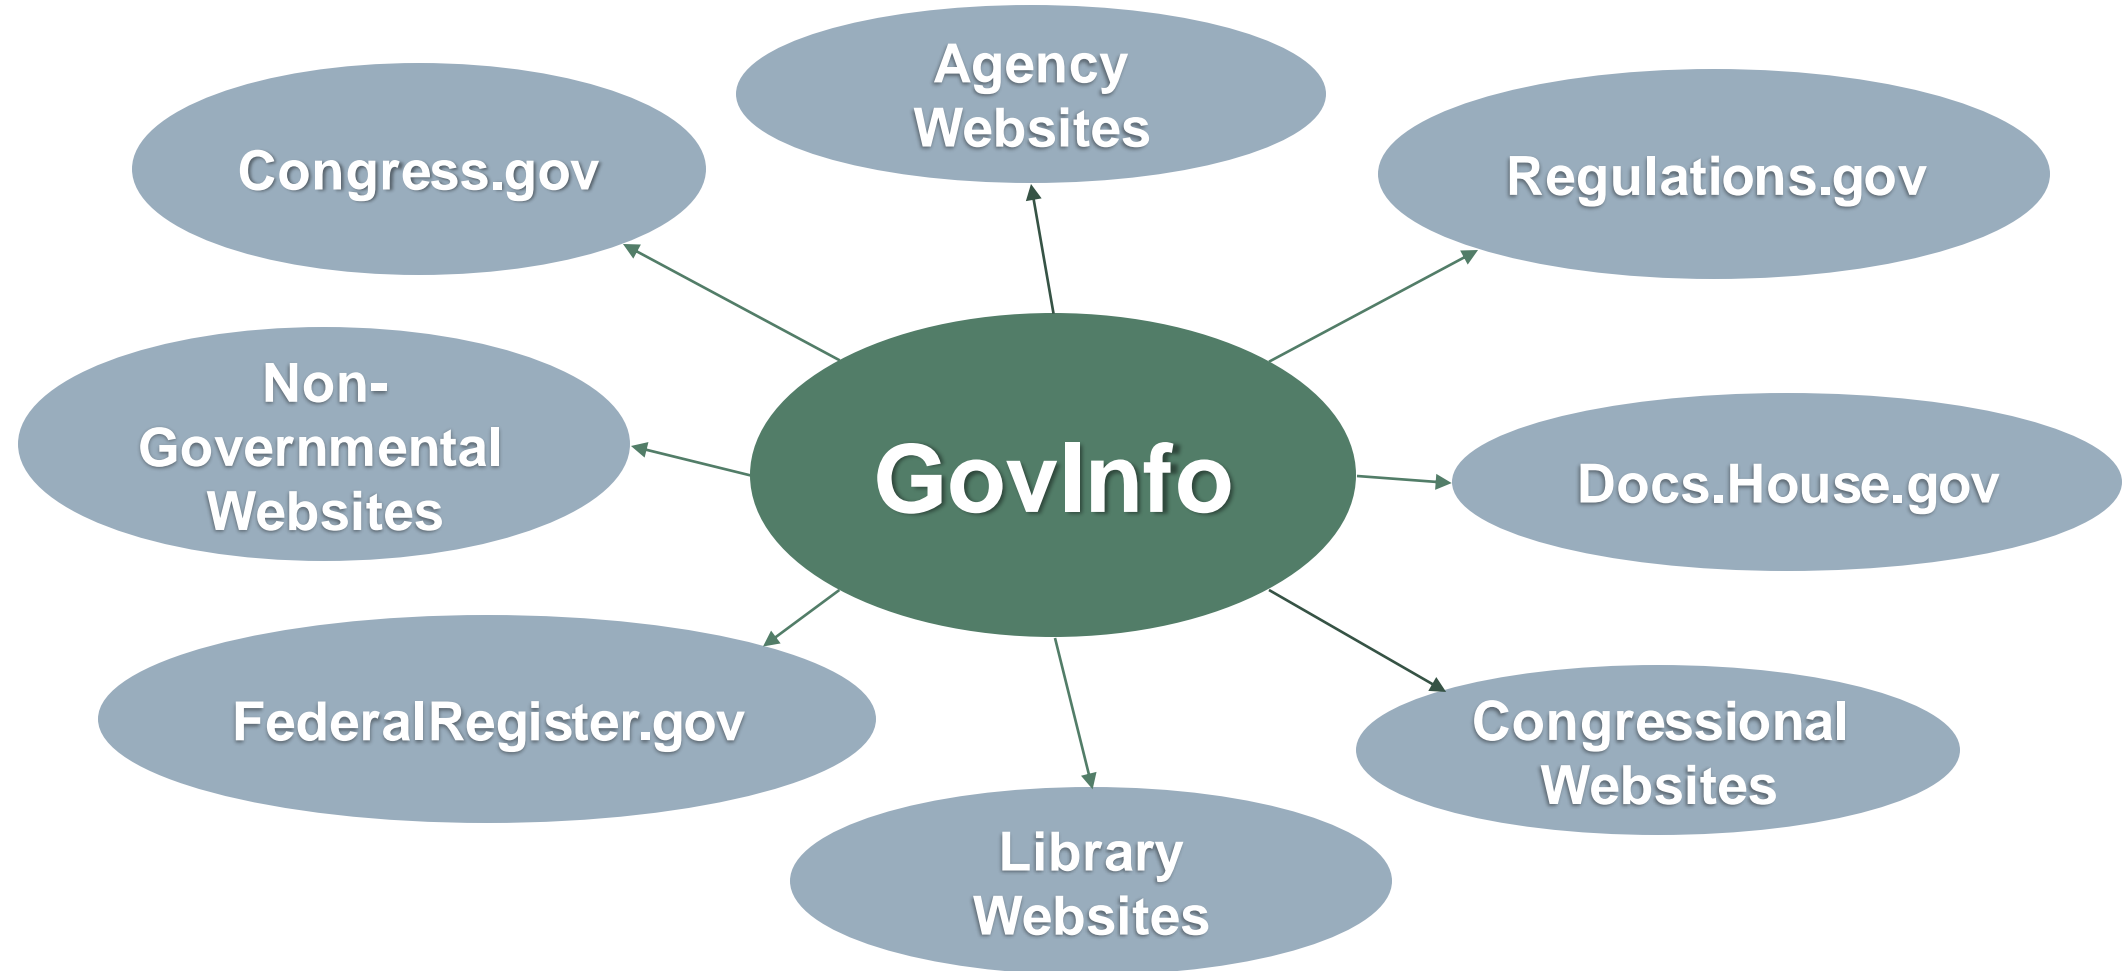 Agency
Websites
Congress.gov
Regulations.gov
Non-
Governmental
Websites
GovInfo
Docs.House.gov
FederalRegister.gov
Congressional
Websites
Library
Websites